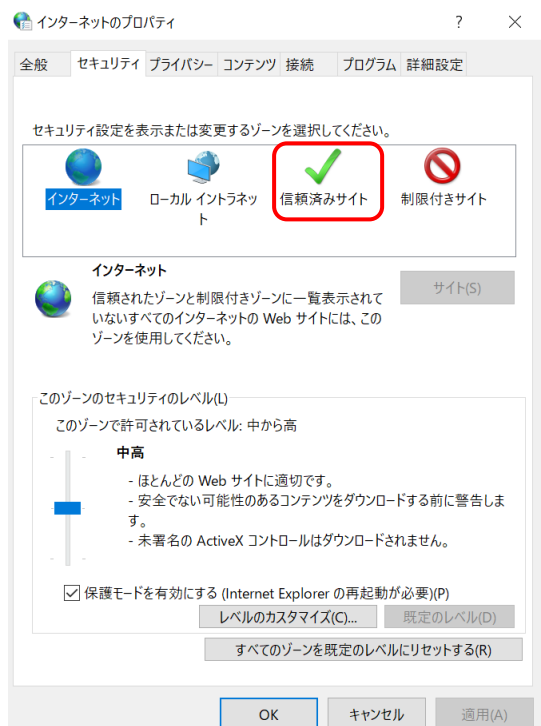 インターネットのプロパティ ? ×
全般 セキュリティ プライバシー コンテンツ 接続 プログラム 詳細設定
セキュリティ設定を表示または変更するゾーンを選択してください。
インターネット ローカル イントラネッ 信頼済みサイト 制限付きサイト
ト
インターネット
信頼されたゾーンと制限付きゾーンに一覧表示されて サイト(S)
いないすべてのインターネットの Web サイトには、この
ゾーンを使用してください。
このゾーンのセキュリティのレベル(L)
このゾーンで許可されているレベル: 中から高
中高
- ほとんどの Web サイトに適切です。
- 安全でない可能性のあるコンテンツをダウンロードする前に警告しま
す。
- 未署名の ActiveX コントロールはダウンロードされません。
保護モードを有効にする (Internet Explorer の再起動が必要)(P)
レベルのカスタマイズ(C)... 既定のレベル(D)
すべてのゾーンを既定のレベルにリセットする(R)
OK キャンセル 適用(A)